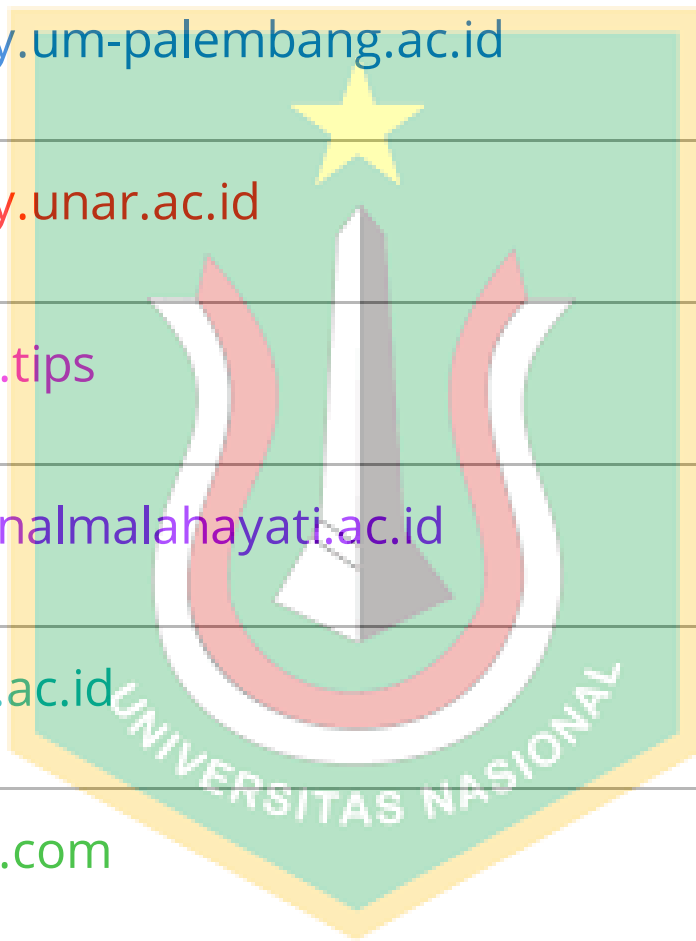 y.um-palembang.ac.id
y.unar.ac.id
.tips
nalmalahayati.ac.id
.ac.id
UNIVERSITAS NASIONAL
.com